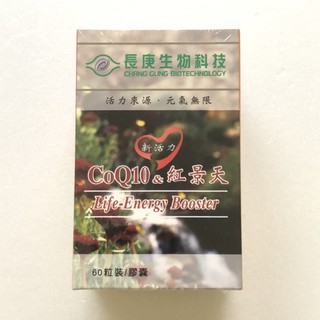 長庚生物科技
CHANG GUNG BIOTECHNOLOGY
活力來源．元氣無限
新活力
CoQ10 & 紅景天
Life-Energy Booster
60粒裝/膠囊